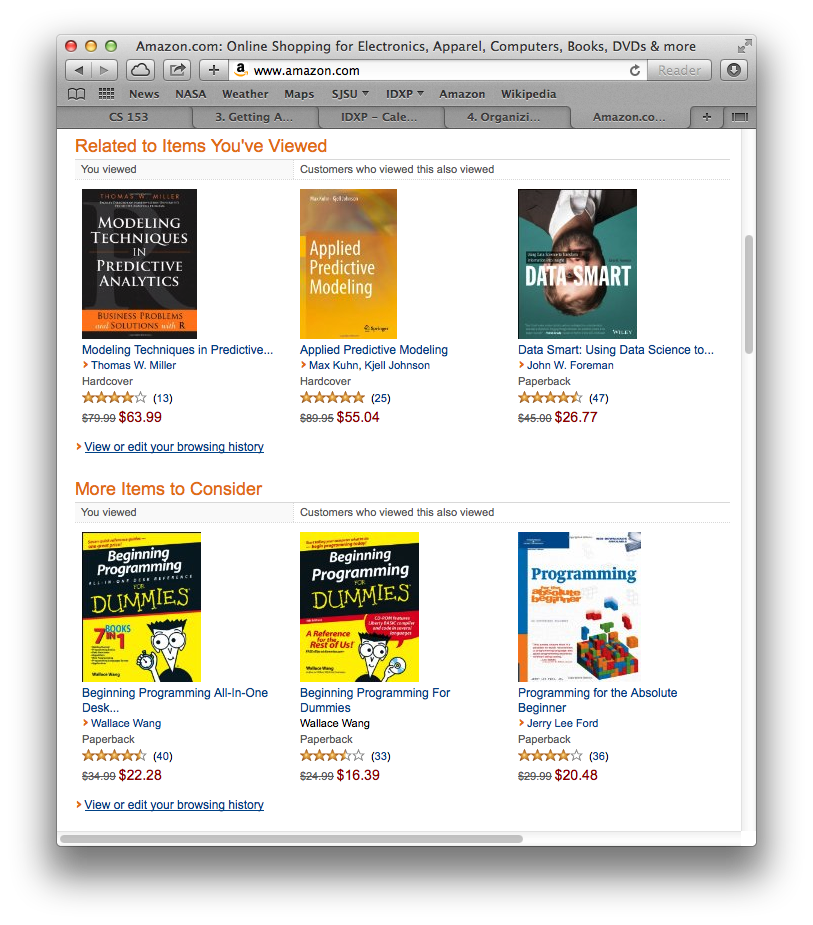 Amazon.com: Online Shopping for Electronics, Apparel, Computers, Books, DVDs & more
www.amazon.com
Reader
News NASA Weather Maps SJSU IDXP Amazon Wikipedia
CS 153 3. Getting A... IDXP – Cale... 4. Organizi... Amazon.co...
Related to Items You've Viewed
You viewed Customers who viewed this also viewed
THOMAS W. MILLER
MODELING
TECHNIQUES
IN
PREDICTIVE
ANALYTICS
BUSINESS PROBLEMS
and SOLUTIONS with R
Max Kuhn · Kjell Johnson
Applied
Predictive
Modeling
Springer
DATA SMART
WILEY
Modeling Techniques in Predictive... Applied Predictive Modeling Data Smart: Using Data Science to...
Thomas W. Miller Max Kuhn, Kjell Johnson John W. Foreman
Hardcover Hardcover Paperback
(13) (25) (47)
$79.99 $63.99 $89.95 $55.04 $45.00 $26.77
View or edit your browsing history
More Items to Consider
You viewed Customers who viewed this also viewed
Beginning
Programming
ALL-IN-ONE DESK REFERENCE
FOR
DUMMIES
7 BOOKS
IN 1
Wallace Wang
Beginning
Programming
FOR
DUMMIES
A Reference
for the
Rest of Us!
Wallace Wang
Programming
for the
absolute
beginner
Beginning Programming All-In-One Beginning Programming For Programming for the Absolute
Desk... Dummies Beginner
Wallace Wang Wallace Wang Jerry Lee Ford
Paperback Paperback Paperback
(40) (33) (36)
$34.99 $22.28 $24.99 $16.39 $29.99 $20.48
View or edit your browsing history